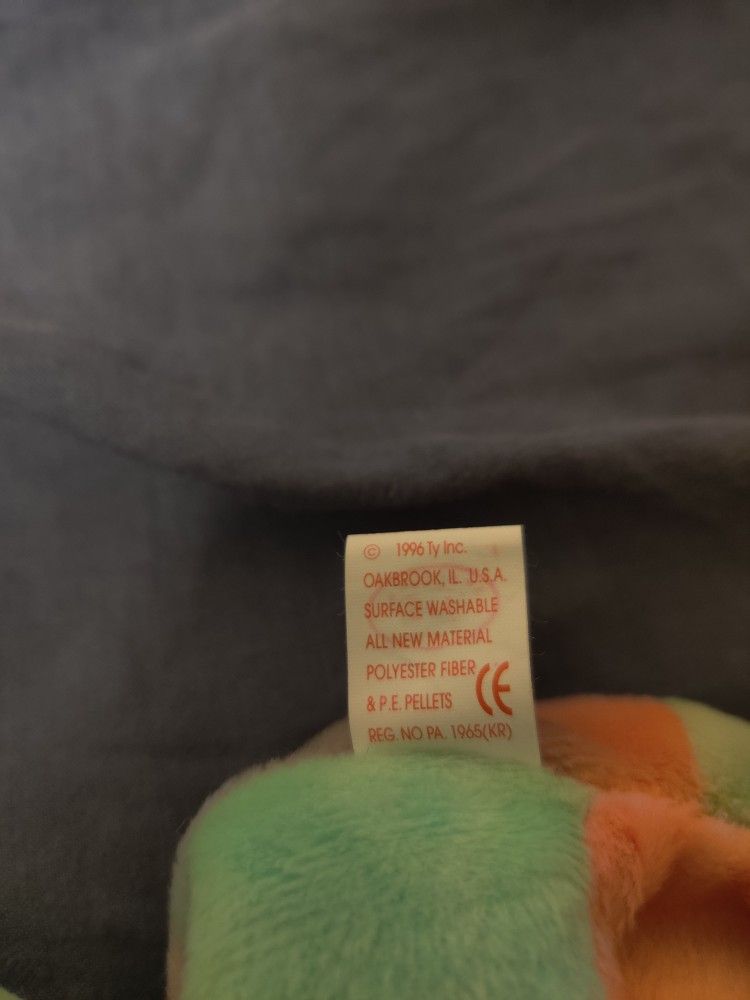 © 1996 Ty Inc.
OAKBROOK, IL. U.S.A.
SURFACE WASHABLE
ALL NEW MATERIAL
POLYESTER FIBER
& P.E. PELLETS CE
REG. NO PA. 1965(KR)